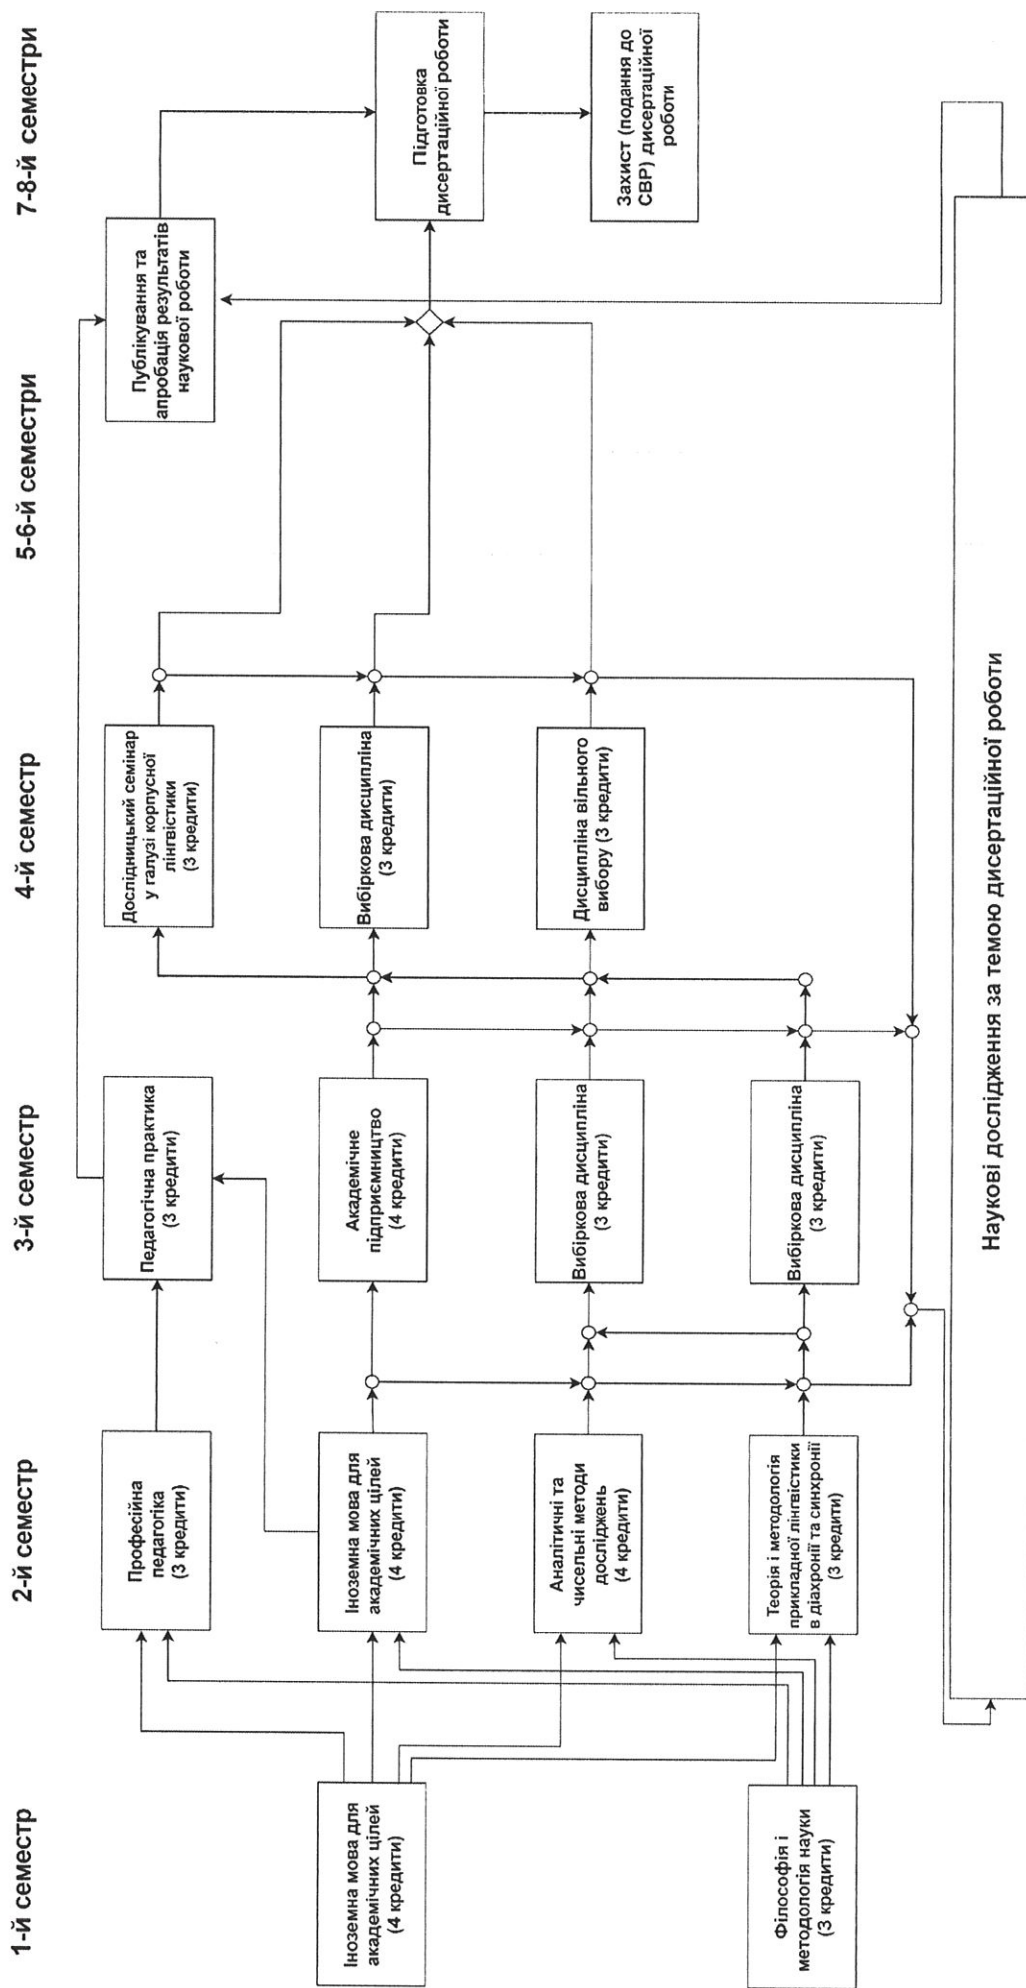 1-й семестр
2-й семестр
3-й семестр
4-й семестр
5-6-й семестри
7-8-й семестри
Іноземна мова для
академічних цілей
(4 кредити)
Філософія і
методологія науки
(3 кредити)
Професійна
педагогіка
(3 кредити)
Іноземна мова для
академічних цілей
(4 кредити)
Аналітичні та
чисельні методи
досліджень
(4 кредити)
Теорія і методологія
прикладної лінгвістики
в діахронії та синхронії
(3 кредити)
Педагогічна практика
(3 кредити)
Академічне
підприємництво
(4 кредити)
Вибіркова дисципліна
(3 кредити)
Вибіркова дисципліна
(3 кредити)
Дослідницький семінар
у галузі корпусної
лінгвістики
(3 кредити)
Вибіркова дисципліна
(3 кредити)
Дисципліна вільного
вибору (3 кредити)
Публікування та
апробація результатів
наукової роботи
Підготовка
дисертаційної роботи
Захист (подання до
СВР) дисертаційної
роботи
Наукові дослідження за темою дисертаційної роботи